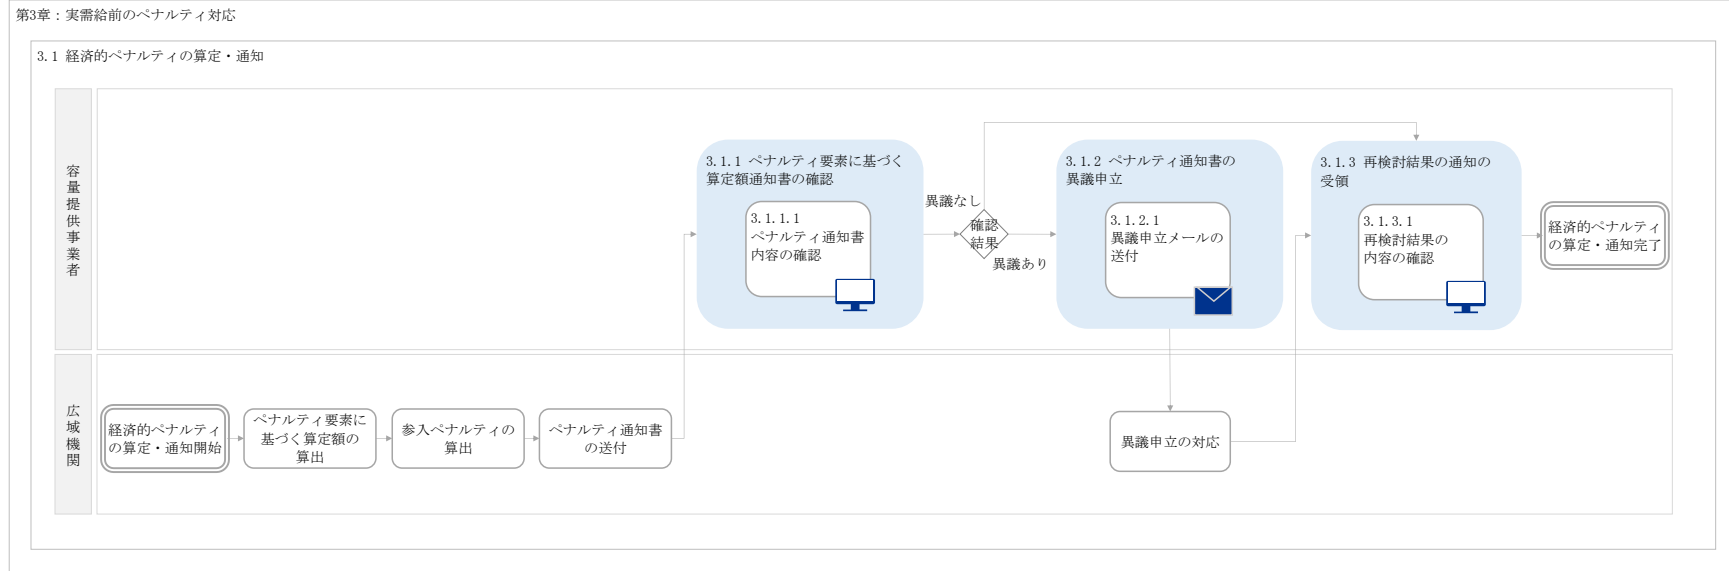 第3章：実需給前のペナルティ対応
3.1 経済的ペナルティの算定・通知
容量提供事業者
3.1.1 ペナルティ要素に基づく
算定額通知書の確認
3.1.1.1
ペナルティ通知書
内容の確認
異議なし
確認
結果
異議あり
3.1.2 ペナルティ通知書の
異議申立
3.1.2.1
異議申立メールの
送付
3.1.3 再検討結果の通知の
受領
3.1.3.1
再検討結果の
内容の確認
経済的ペナルティ
の算定・通知完了
広域機関
経済的ペナルティ
の算定・通知開始
ペナルティ要素に
基づく算定額の
算出
参入ペナルティの
算出
ペナルティ通知書
の送付
異議申立の対応